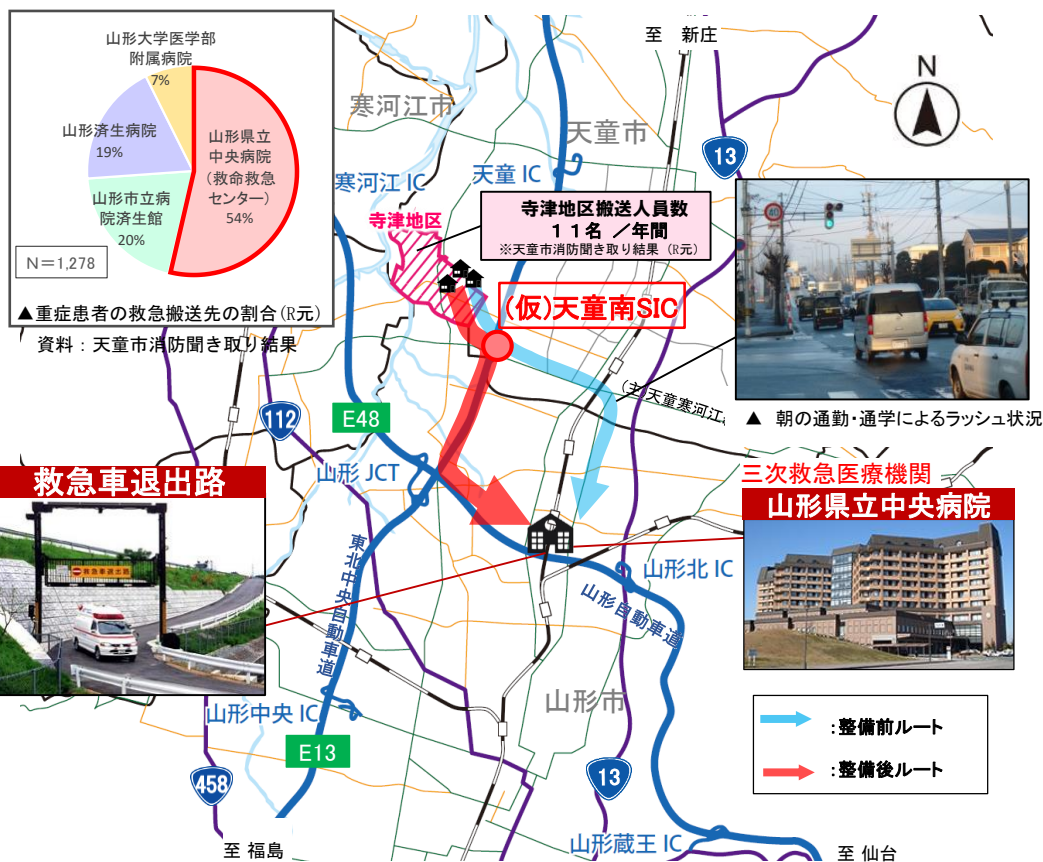 山形大学医学部
附属病院
7%
山形済生病院
19%
山形市立病
院済生館
20%
山形県立
中央病院
(救命救急
センター)
54%
N=1,278
▲重症患者の救急搬送先の割合(R元)
資料：天童市消防聞き取り結果
至 新庄
N
寒河江市
天童市
13
寒河江 IC
天童 IC
寺津地区
寺津地区搬送人員数
１１名 ／年間
※天童市消防聞き取り結果（R元）
(仮)天童南SIC
40
(主)天童寒河江
▲ 朝の通勤・通学によるラッシュ状況
112
E48
山形 JCT
救急車退出路
救急車退出路
三次救急医療機関
山形県立中央病院
山形北 IC
山形自動車道
東北中央自動車道
山形市
山形中央 IC
E13
458
13
:整備前ルート
:整備後ルート
山形蔵王 IC
至 福島
至 仙台